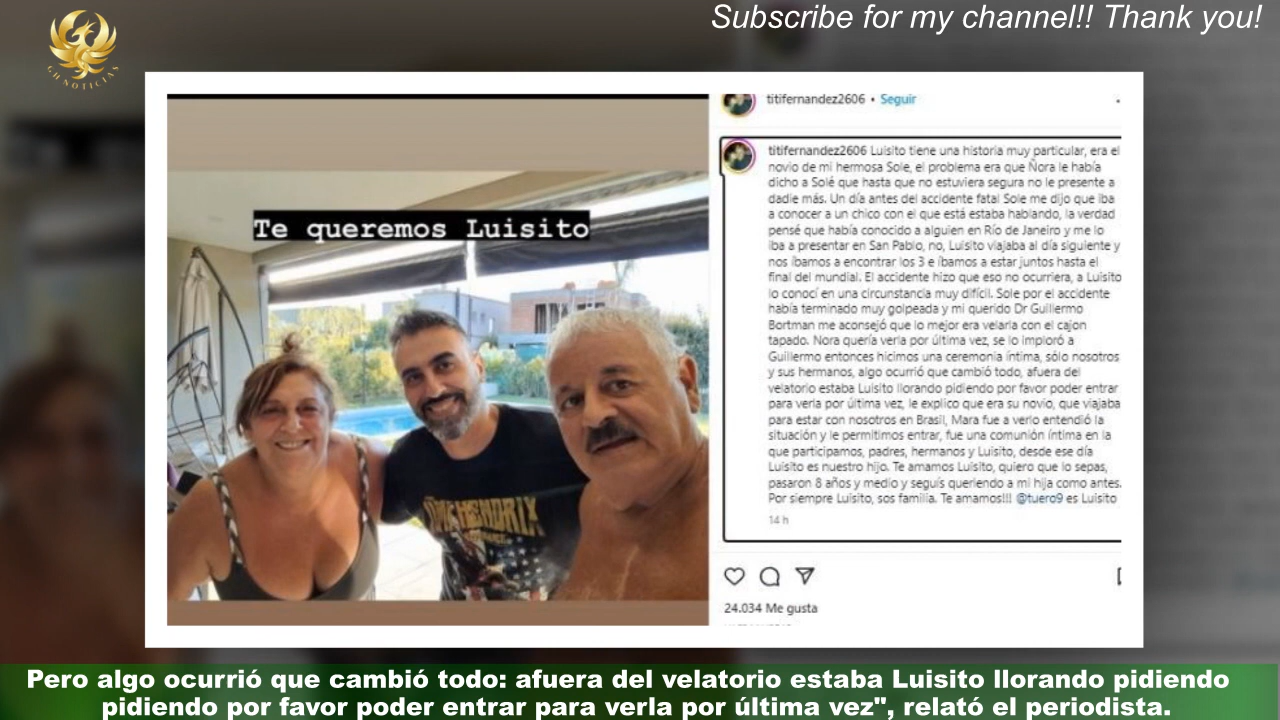 Subscribe for my channel!! Thank you!
GH NOTICIAS
titifernandez2606 • Seguir
Te queremos Luisito
titifernandez2606 Luisito tiene una historia muy particular, era el
novio de mi hermosa Sole, el problema era que Ñora le había
dicho a Solé que hasta que no estuviera segura no le presente a
dadie más. Un día antes del accidente fatal Sole me dijo que iba
a conocer a un chico con el que está estaba hablando, la verdad
pensé que había conocido a alguien en Río de Janeiro y me lo
iba a presentar en San Pablo, no, Luisito viajaba al día siguiente y
nos íbamos a encontrar los 3 e íbamos a estar juntos hasta el
final del mundial. El accidente hizo que eso no ocurriera, a Luisito
lo conocí en una circunstancia muy difícil. Sole por el accidente
había terminado muy golpeada y mi querido Dr Guillermo
Bortman me aconsejó que lo mejor era velarla con el cajon
tapado. Nora quería verla por última vez, se lo imploró a
Guillermo entonces hicimos una ceremonia íntima, sólo nosotros
y sus hermanos, algo ocurrió que cambió todo, afuera del
velatorio estaba Luisito llorando pidiendo por favor poder entrar
para verla por última vez, le explico que era su novio, que viajaba
para estar con nosotros en Brasil, Mara fue a verlo entendió la
situación y le permitimos entrar, fue una comunión íntima en la
que participamos, padres, hermanos y Luisito, desde ese día
Luisito es nuestro hijo. Te amamos Luisito, quiero que lo sepas,
pasaron 8 años y medio y seguís queriendo a mi hija como antes.
Por siempre Luisito, sos familia. Te amamos!!! @tuero9 es Luisito
14 h
HENDRIX
24.034 Me gusta
Pero algo ocurrió que cambió todo: afuera del velatorio estaba Luisito llorando pidiendo
pidiendo por favor poder entrar para verla por última vez", relató el periodista.